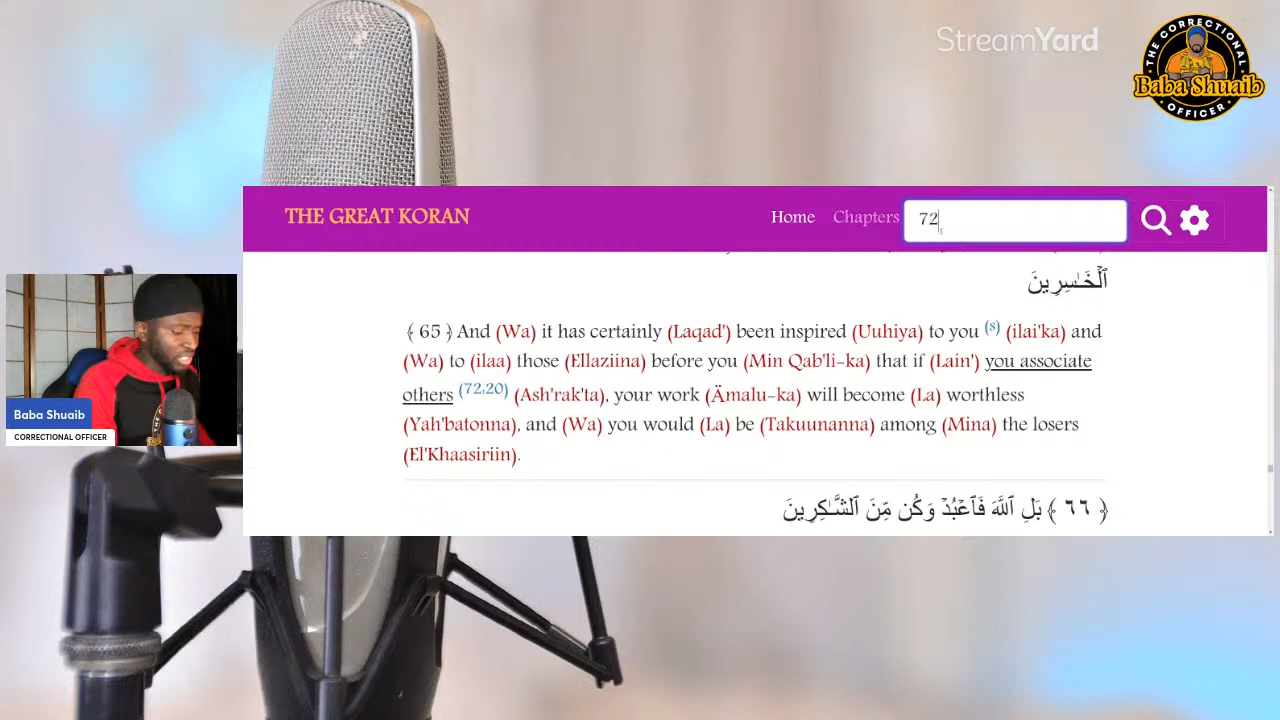 StreamYard
THE CORRECTIONAL
Baba Shuaib
OFFICER
THE GREAT KORAN
Home Chapters 72
ٱلْخَـٰسِرِينَ
﴾ 65 ﴿ And (Wa) it has certainly (Laqad') been inspired (Uuhiya) to you (s) (ilai'ka) and
(Wa) to (ilaa) those (Ellaziina) before you (Min Qab'li-ka) that if (Lain') you associate
others (72:20) (Ash'rak'ta), your work (Ämalu-ka) will become (La) worthless
(Yah'batonna), and (Wa) you would (La) be (Takuunanna) among (Mina) the losers
(El'Khaasiriin).
﴿ ٦٦ ﴾ بَلِ ٱللَّهَ فَٱعْبُدْ وَكُن مِّنَ ٱلشَّـٰكِرِينَ
Baba Shuaib
CORRECTIONAL OFFICER